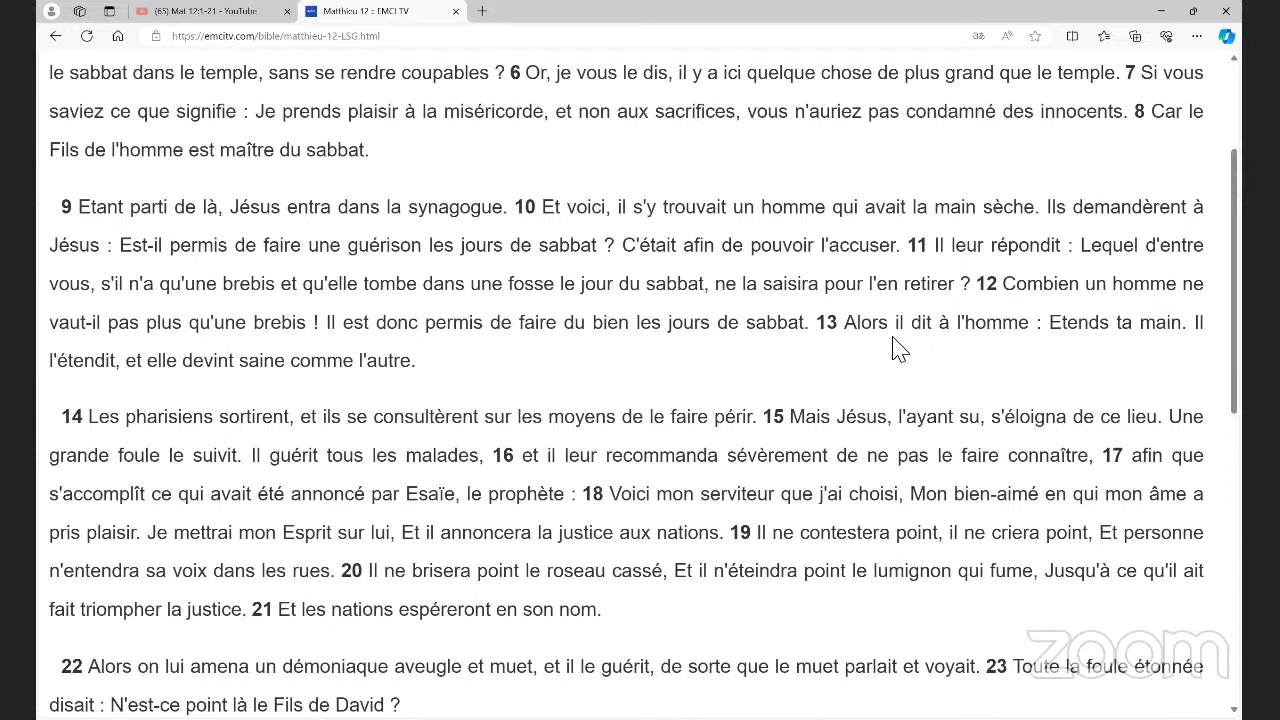 (65) Mat 12:1-21 - YouTube
Matthieu 12 :: EMCI TV
https://emcitv.com/bible/matthieu-12-LSG.html
le sabbat dans le temple, sans se rendre coupables ? 6 Or, je vous le dis, il y a ici quelque chose de plus grand que le temple. 7 Si vous
saviez ce que signifie : Je prends plaisir à la miséricorde, et non aux sacrifices, vous n'auriez pas condamné des innocents. 8 Car le
Fils de l'homme est maître du sabbat.
9 Etant parti de là, Jésus entra dans la synagogue. 10 Et voici, il s'y trouvait un homme qui avait la main sèche. Ils demandèrent à
Jésus : Est-il permis de faire une guérison les jours de sabbat ? C'était afin de pouvoir l'accuser. 11 Il leur répondit : Lequel d'entre
vous, s'il n'a qu'une brebis et qu'elle tombe dans une fosse le jour du sabbat, ne la saisira pour l'en retirer ? 12 Combien un homme ne
vaut-il pas plus qu'une brebis ! Il est donc permis de faire du bien les jours de sabbat. 13 Alors il dit à l'homme : Etends ta main. Il
l'étendit, et elle devint saine comme l'autre.
14 Les pharisiens sortirent, et ils se consultèrent sur les moyens de le faire périr. 15 Mais Jésus, l'ayant su, s'éloigna de ce lieu. Une
grande foule le suivit. Il guérit tous les malades, 16 et il leur recommanda sévèrement de ne pas le faire connaître, 17 afin que
s'accomplît ce qui avait été annoncé par Esaïe, le prophète : 18 Voici mon serviteur que j'ai choisi, Mon bien-aimé en qui mon âme a
pris plaisir. Je mettrai mon Esprit sur lui, Et il annoncera la justice aux nations. 19 Il ne contestera point, il ne criera point, Et personne
n'entendra sa voix dans les rues. 20 Il ne brisera point le roseau cassé, Et il n'éteindra point le lumignon qui fume, Jusqu'à ce qu'il ait
fait triompher la justice. 21 Et les nations espéreront en son nom.
22 Alors on lui amena un démoniaque aveugle et muet, et il le guérit, de sorte que le muet parlait et voyait. 23 Toute la foule étonnée
disait : N'est-ce point là le Fils de David ?
zoom